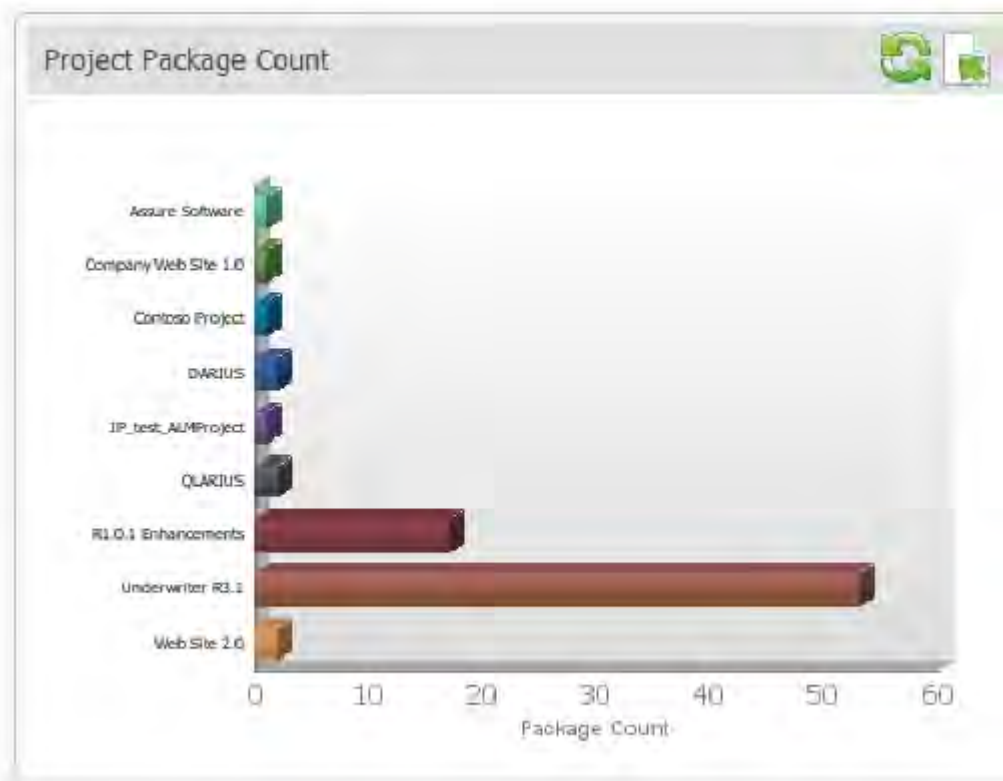 Project Package Count
Assure Software
Company Web Site 1.0
Contoso Project
DARIUS
IP_test_ALMProject
QLARIUS
R1.0.1 Enhancements
Underwriter R3.1
Web Site 2.0
0 10 20 30 40 50 60
Package Count